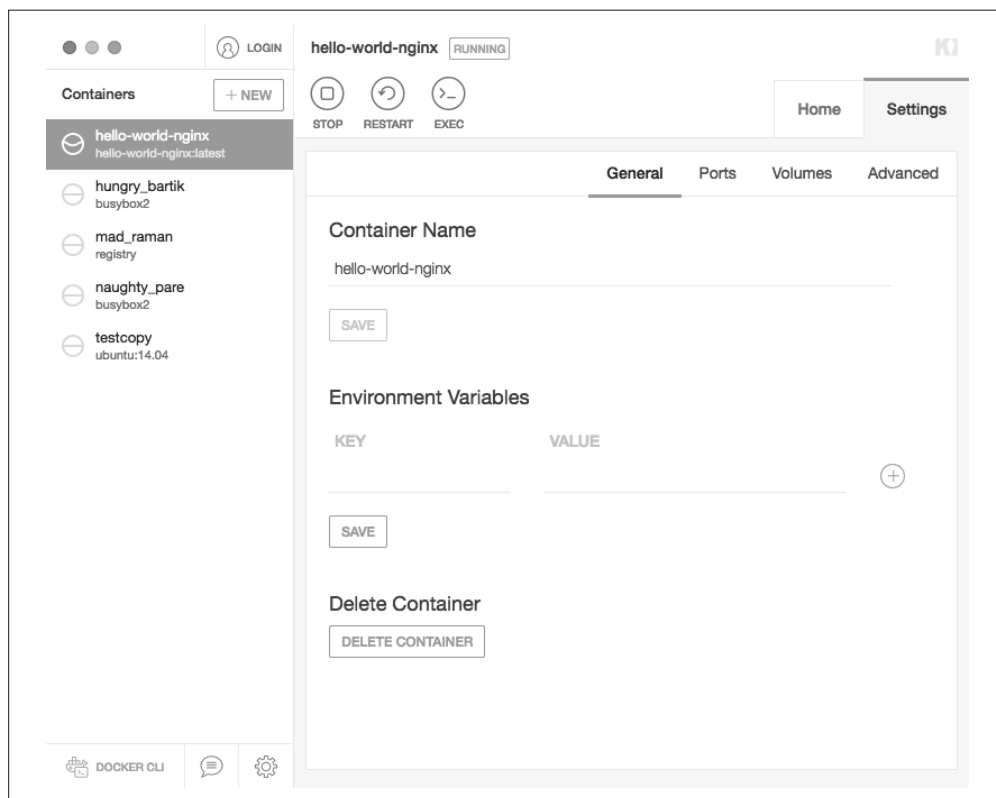 LOGIN
hello-world-nginx RUNNING
Containers
+ NEW
STOP RESTART EXEC
Home Settings
hello-world-nginx
hello-world-nginx:latest
hungry_bartik
busybox2
mad_raman
registry
naughty_pare
busybox2
testcopy
ubuntu:14.04
General Ports Volumes Advanced
Container Name
hello-world-nginx
SAVE
Environment Variables
KEY VALUE
SAVE
Delete Container
DELETE CONTAINER
DOCKER CLI